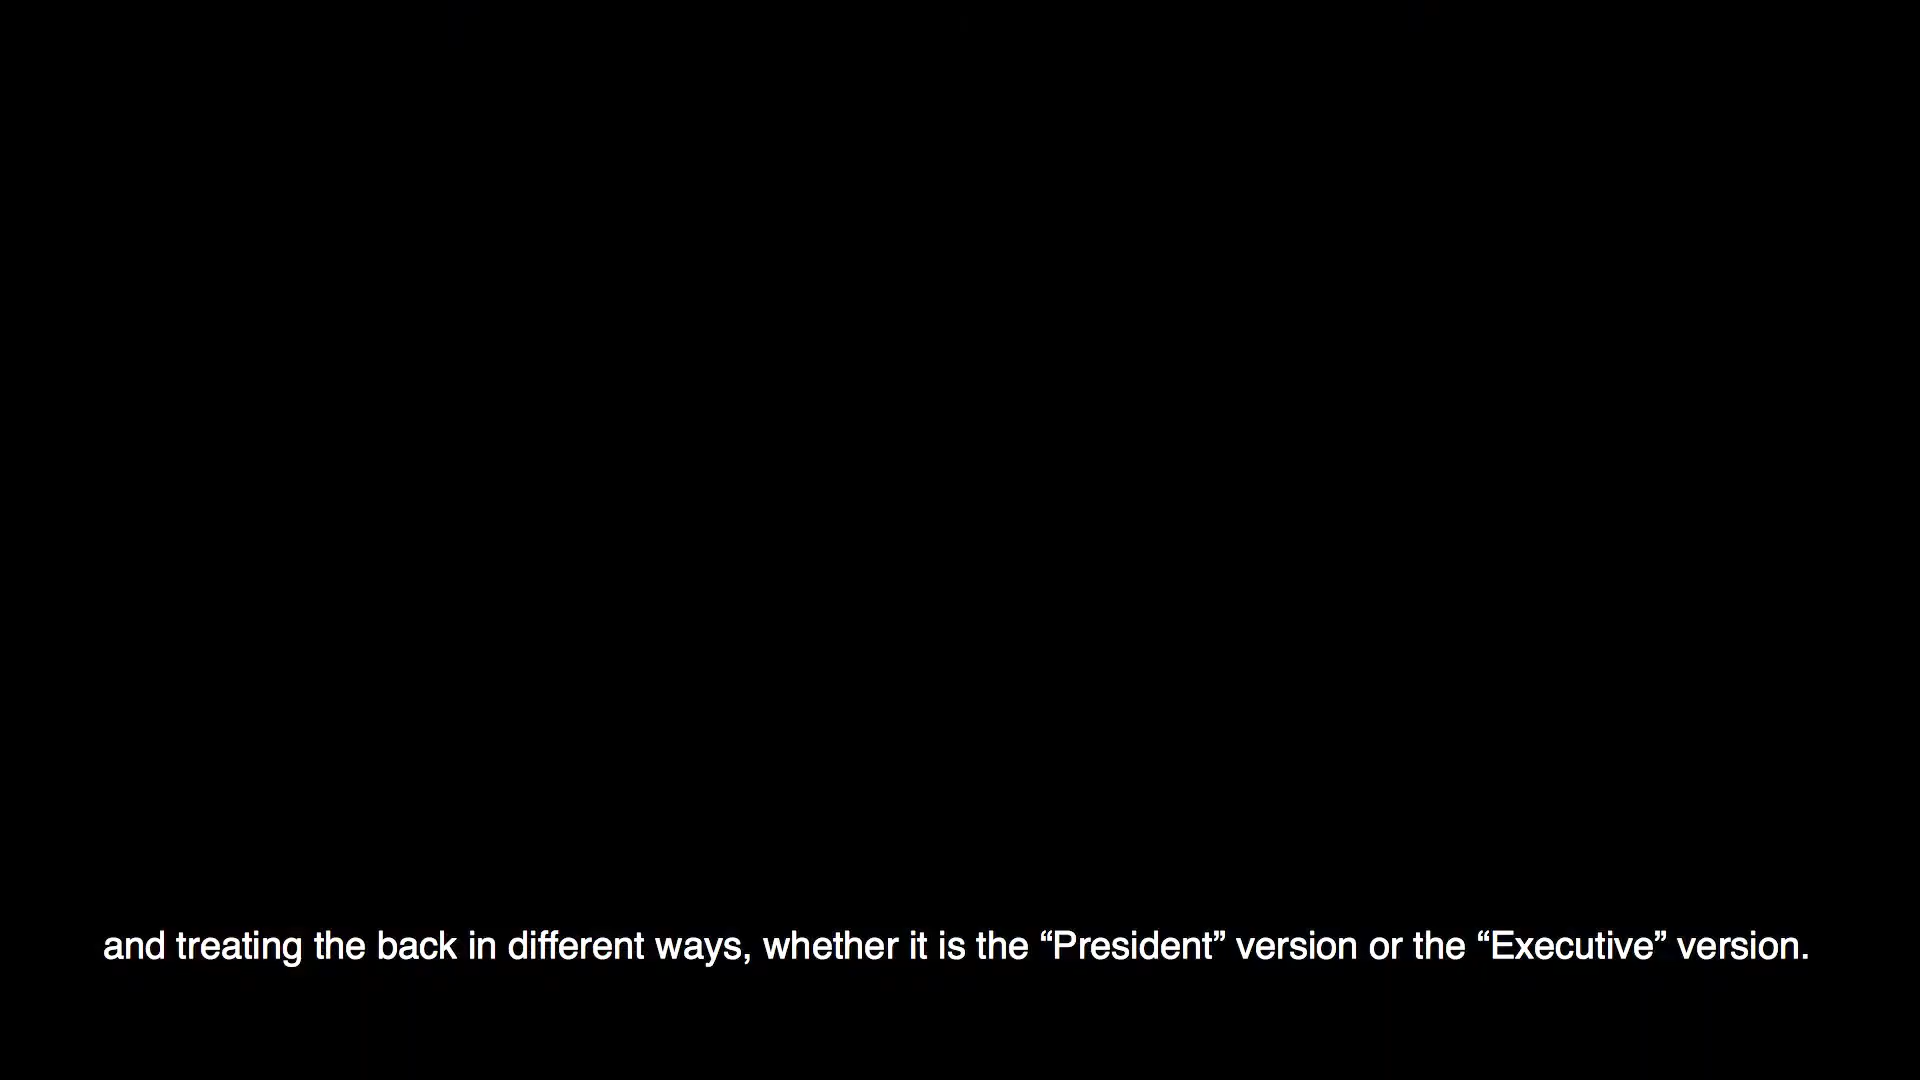 and treating the back in different ways, whether it is the “President” version or the “Executive” version.